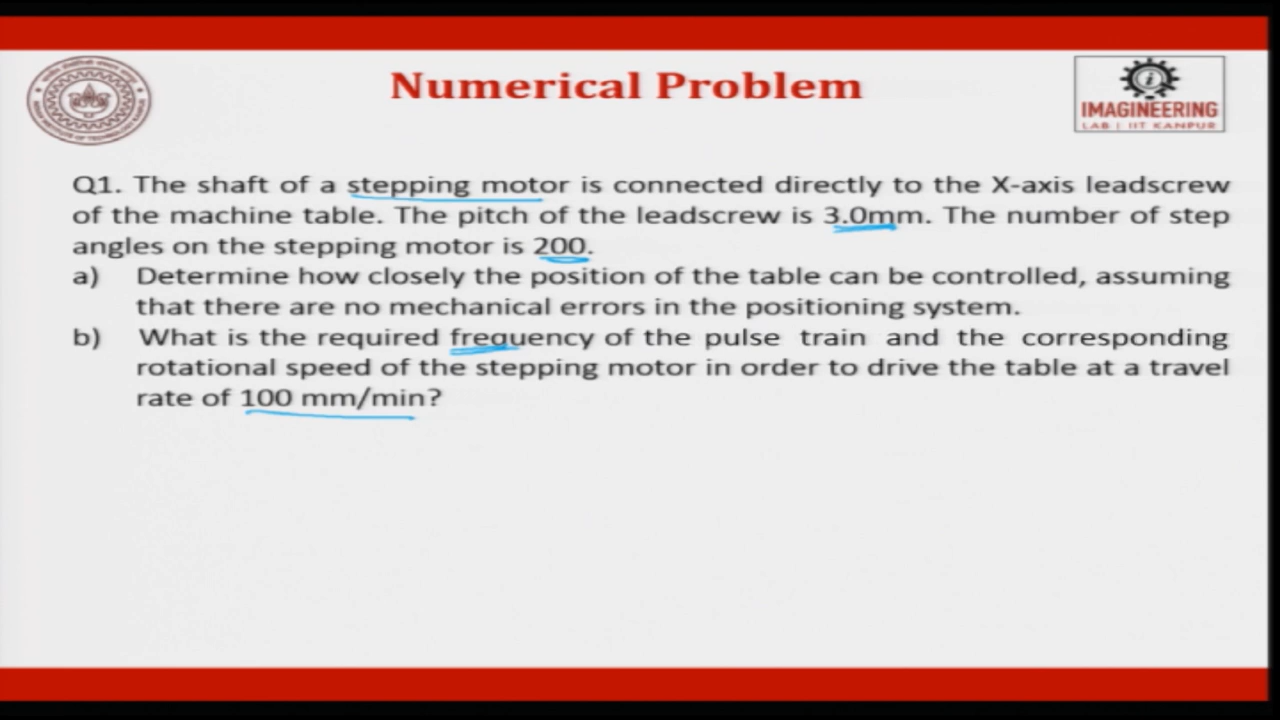 Numerical Problem
IMAGINEERING
LAB | IIT KANPUR
Q1. The shaft of a stepping motor is connected directly to the X-axis leadscrew
of the machine table. The pitch of the leadscrew is 3.0mm. The number of step
angles on the stepping motor is 200.
a) Determine how closely the position of the table can be controlled, assuming
that there are no mechanical errors in the positioning system.
b) What is the required frequency of the pulse train and the corresponding
rotational speed of the stepping motor in order to drive the table at a travel
rate of 100 mm/min?